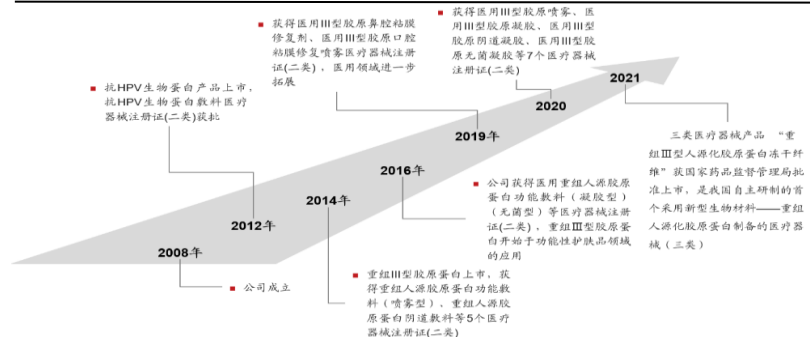 获得医用III型胶原鼻腔粘膜
修复剂、医用III型胶原口腔
粘膜修复喷雾医疗器械注册
证(二类)，医用领域进一步
拓展
获得医用III型胶原喷雾、医
用III型胶原凝胶、医用III型
胶原阴道凝胶、医用III型胶
原无菌凝胶等7个医疗器械
注册证(二类)
抗HPV生物蛋白产品上市，
抗HPV生物蛋白敷料医疗
器械注册证(二类)获批
2021
2020
2019年
2016年
2014年
2012年
2008年
三类医疗器械产品 “重
组Ⅲ型人源化胶原蛋白冻干纤
维”获国家药品监督管理局批
准上市，是我国自主研制的首
个采用新型生物材料——重组
人源化胶原蛋白制备的医疗器
械（三类）
公司获得医用重组人源胶原
蛋白功能敷料（凝胶型）
（无菌型）等医疗器械注册
证(二类)，重组Ⅲ型胶原蛋
白开始于功能性护肤品领域
的应用
公司成立
重组III型胶原蛋白上市，获
得重组人源胶原蛋白功能敷
料（喷雾型）、重组人源胶
原蛋白阴道敷料等5个医疗
器械注册证(二类)